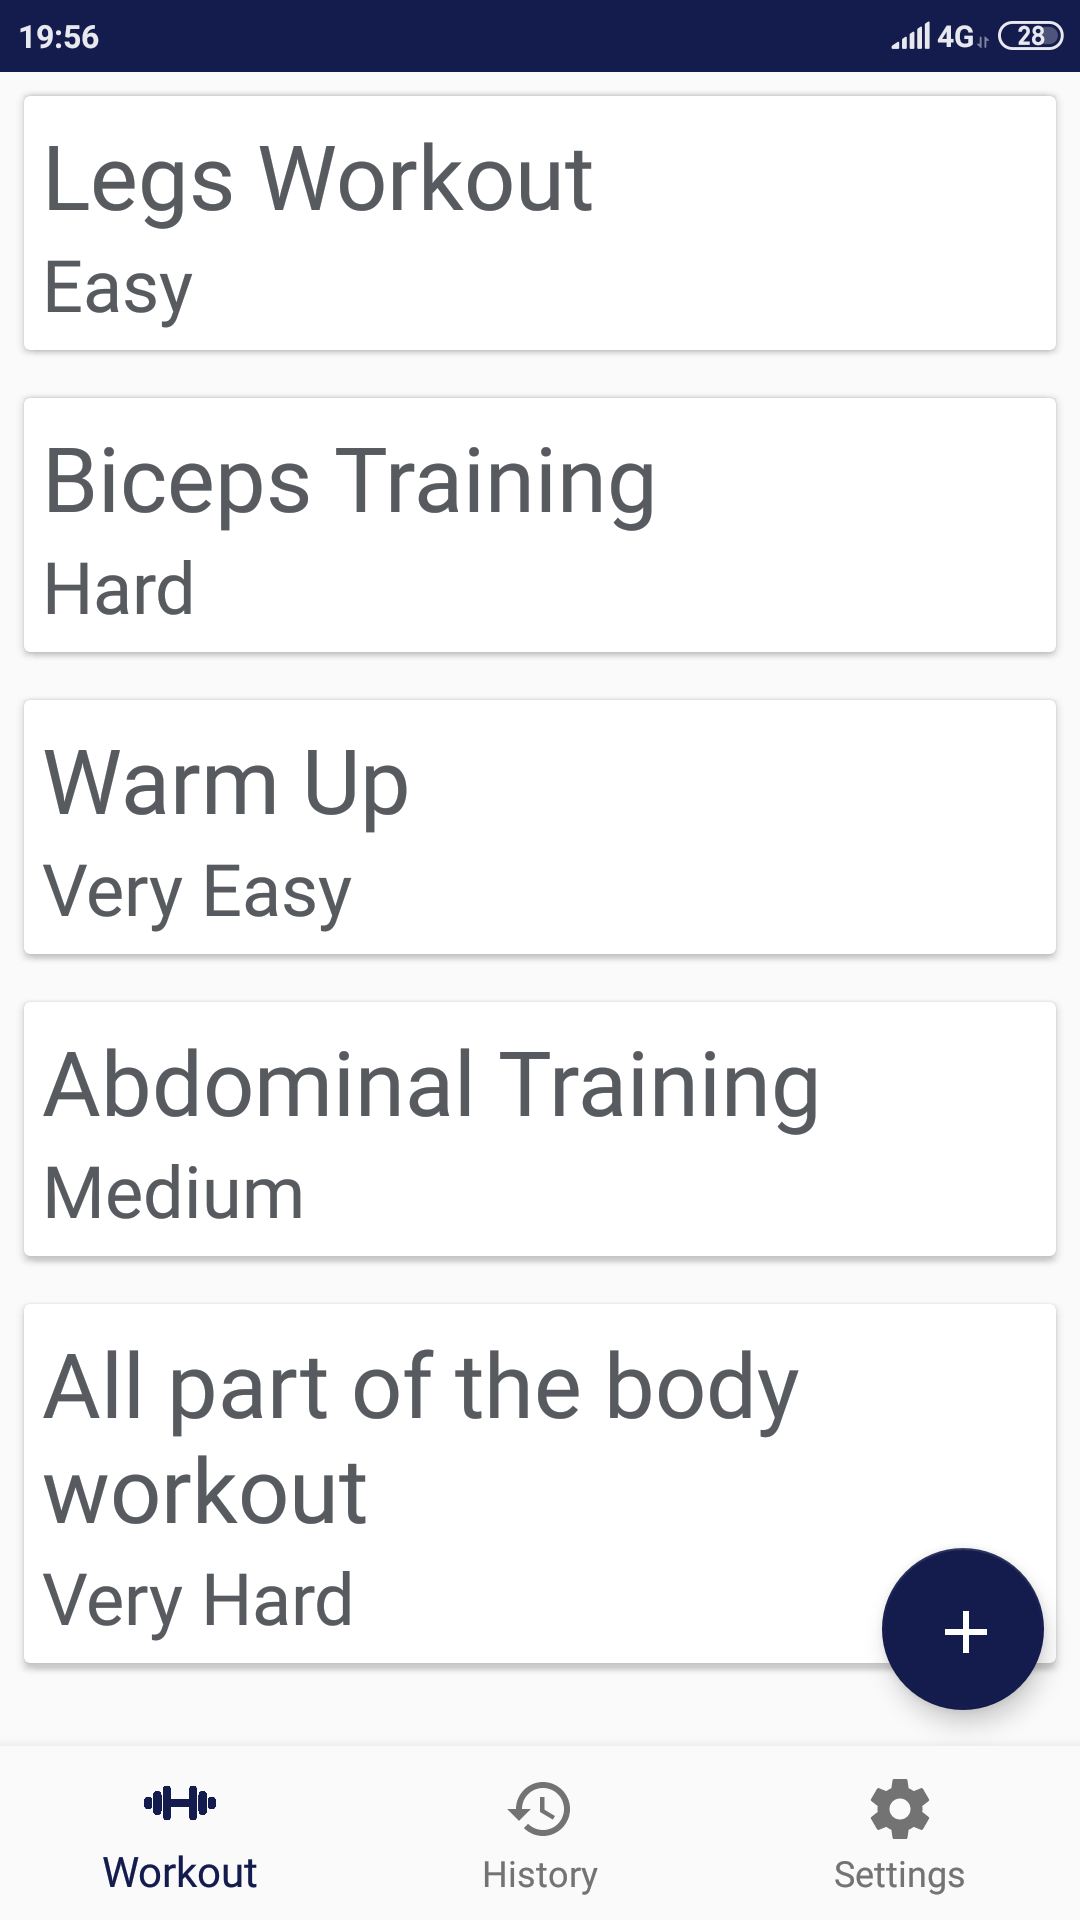 19:56 4G 28
Legs Workout
Easy
Biceps Training
Hard
Warm Up
Very Easy
Abdominal Training
Medium
All part of the body
workout
Very Hard
Workout History Settings